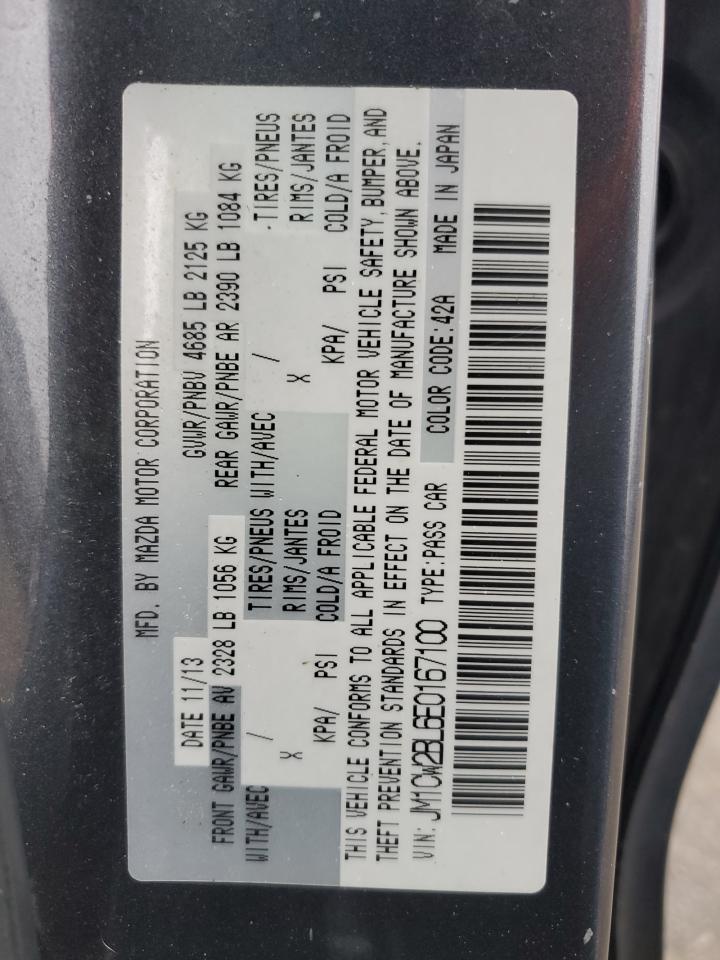 MFD. BY MAZDA MOTOR CORPORATION
DATE 11/13 GVWR/PNBV 4685 LB 2125 KG
FRONT GAWR/PNBE AV 2328 LB 1056 KG REAR GAWR/PNBE AR 2390 LB 1084 KG
WITH/AVEC / TIRES/PNEUS WITH/AVEC / TIRES/PNEUS
X RIMS/JANTES X RIMS/JANTES
KPA/ PSI COLD/A FROID KPA/ PSI COLD/A FROID
THIS VEHICLE CONFORMS TO ALL APPLICABLE FEDERAL MOTOR VEHICLE SAFETY, BUMPER, AND
THEFT PREVENTION STANDARDS IN EFFECT ON THE DATE OF MANUFACTURE SHOWN ABOVE.
VIN: JM1CW2BL6E0167100 TYPE:PASS CAR COLOR CODE:42A MADE IN JAPAN